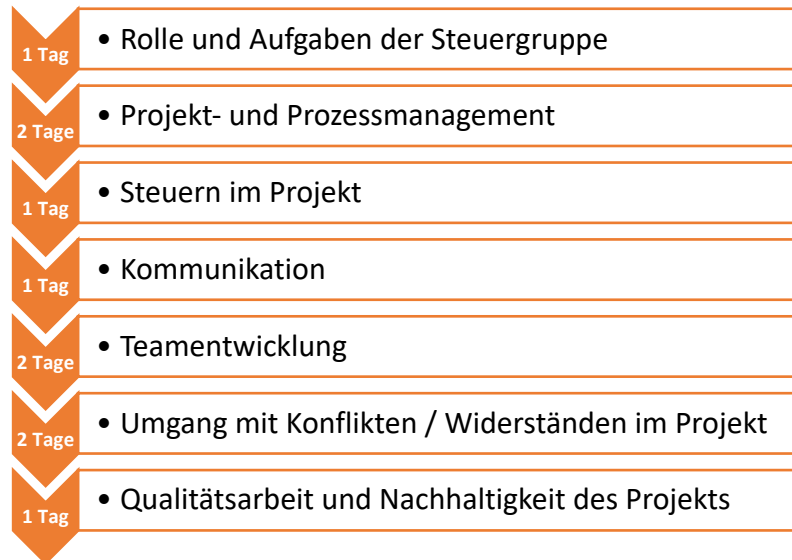 1 Tag
• Rolle und Aufgaben der Steuergruppe
2 Tage
• Projekt- und Prozessmanagement
1 Tag
• Steuern im Projekt
1 Tag
• Kommunikation
2 Tage
• Teamentwicklung
2 Tage
• Umgang mit Konflikten / Widerständen im Projekt
1 Tag
• Qualitätsarbeit und Nachhaltigkeit des Projekts